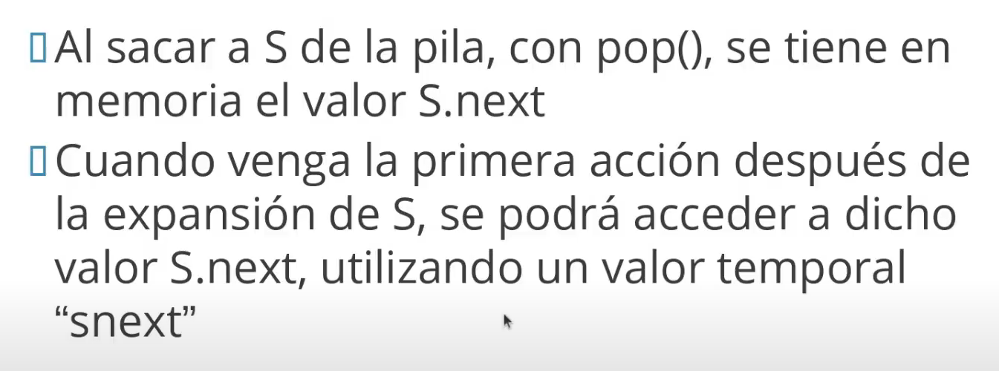 Al sacar a S de la pila, con pop(), se tiene en
memoria el valor S.next
Cuando venga la primera acción después de
la expansión de S, se podrá acceder a dicho
valor S.next, utilizando un valor temporal
“snext”